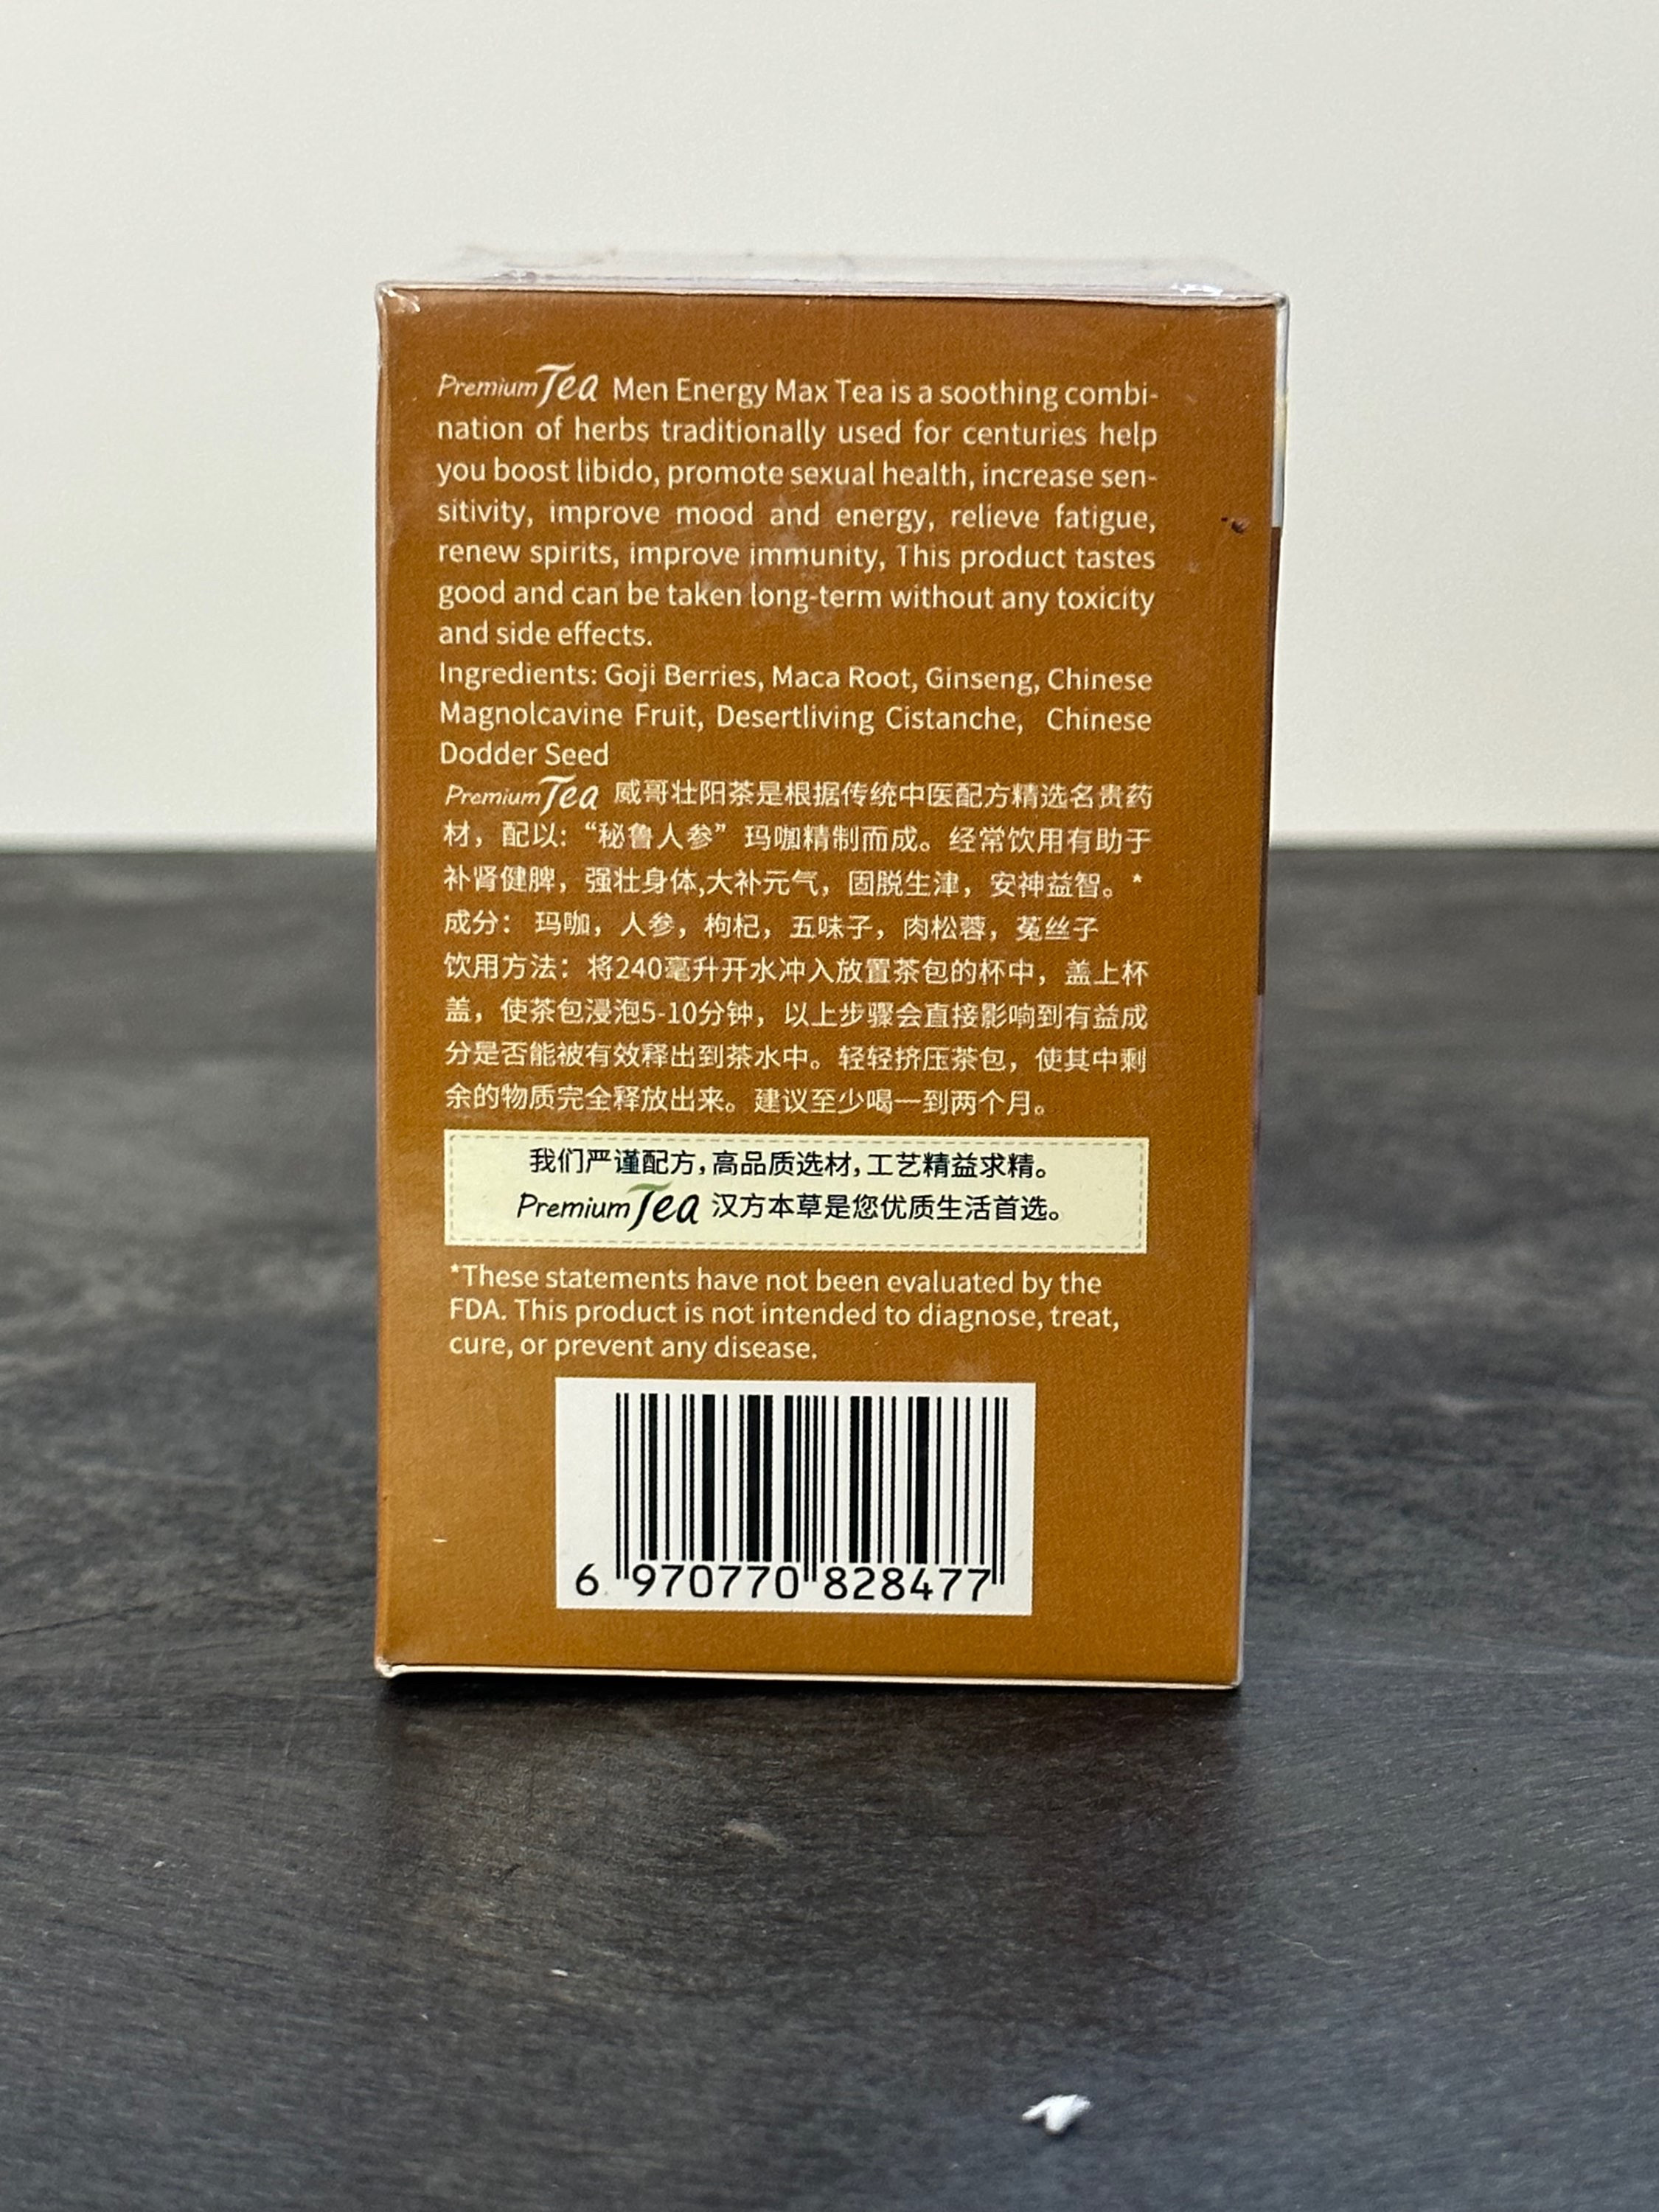 Premium Tea Men Energy Max Tea is a soothing combi-
nation of herbs traditionally used for centuries help
you boost libido, promote sexual health, increase sen-
sitivity, improve mood and energy, relieve fatigue,
renew spirits, improve immunity, This product tastes
good and can be taken long-term without any toxicity
and side effects.
Ingredients: Goji Berries, Maca Root, Ginseng, Chinese
Magnolcavine Fruit, Desertliving Cistanche, Chinese
Dodder Seed
Premium Tea 威哥壮阳茶是根据传统中医配方精选名贵药
材，配以：“秘鲁人参”玛咖精制而成。经常饮用有助于
补肾健脾，强壮身体,大补元气，固脱生津，安神益智。*
成分：玛咖，人参，枸杞，五味子，肉松蓉，菟丝子
饮用方法：将240毫升开水冲入放置茶包的杯中，盖上杯
盖，使茶包浸泡5-10分钟，以上步骤会直接影响到有益成
分是否能被有效释出到茶水中。轻轻挤压茶包，使其中剩
余的物质完全释放出来。建议至少喝一到两个月。
我们严谨配方,高品质选材,工艺精益求精。
Premium Tea 汉方本草是您优质生活首选。
*These statements have not been evaluated by the
FDA. This product is not intended to diagnose, treat,
cure, or prevent any disease.
6 970770 828477